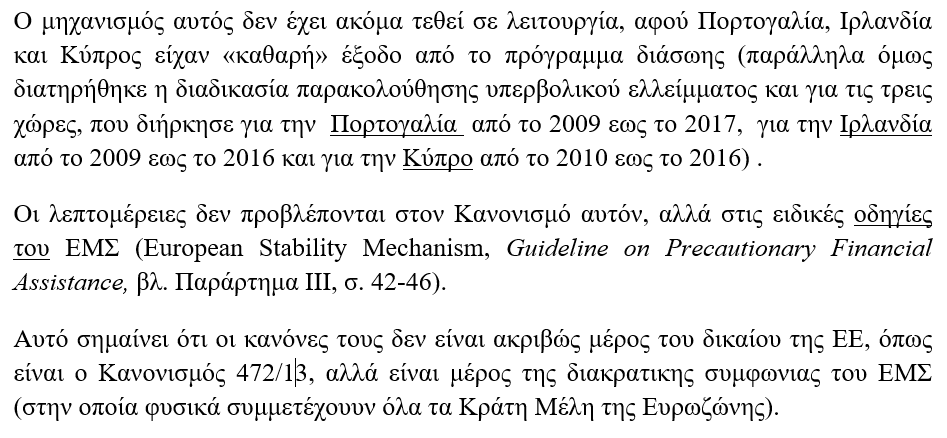 Ο μηχανισμός αυτός δεν έχει ακόμα τεθεί σε λειτουργία, αφού Πορτογαλία, Ιρλανδία
και Κύπρος είχαν «καθαρή» έξοδο από το πρόγραμμα διάσωης (παράλληλα όμως
διατηρήθηκε η διαδικασία παρακολούθησης υπερβολικού ελλείμματος και για τις τρεις
χώρες, που διήρκησε για την Πορτογαλία από το 2009 εως το 2017, για την Ιρλανδία
από το 2009 εως το 2016 και για την Κύπρο από το 2010 εως το 2016) .
Οι λεπτομέρειες δεν προβλέπονται στον Κανονισμό αυτόν, αλλά στις ειδικές οδηγίες
του ΕΜΣ (European Stability Mechanism, Guideline on Precautionary Financial
Assistance, βλ. Παράρτημα ΙΙΙ, σ. 42-46).
Αυτό σημαίνει ότι οι κανόνες τους δεν είναι ακριβώς μέρος του δικαίου της ΕΕ, όπως
είναι ο Κανονισμός 472/13, αλλά είναι μέρος της διακρατικης συμφωνιας του ΕΜΣ
(στην οποία φυσικά συμμετέχουυν όλα τα Κράτη Μέλη της Ευρωζώνης).